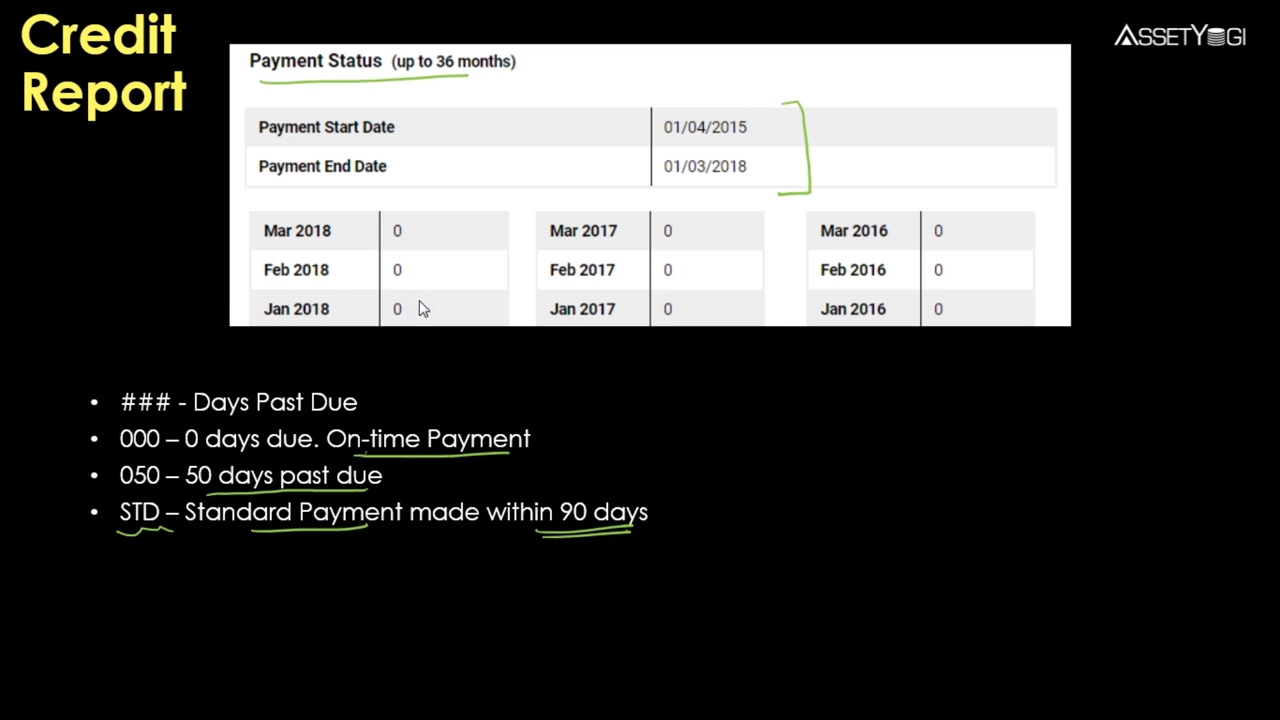 Credit
Report
ASSETYOGI
Payment Status (up to 36 months)
Payment Start Date 01/04/2015
Payment End Date 01/03/2018
Mar 2018 0 Mar 2017 0 Mar 2016 0
Feb 2018 0 Feb 2017 0 Feb 2016 0
Jan 2018 0 Jan 2017 0 Jan 2016 0
• ### - Days Past Due
• 000 – 0 days due. On-time Payment
• 050 – 50 days past due
• STD – Standard Payment made within 90 days